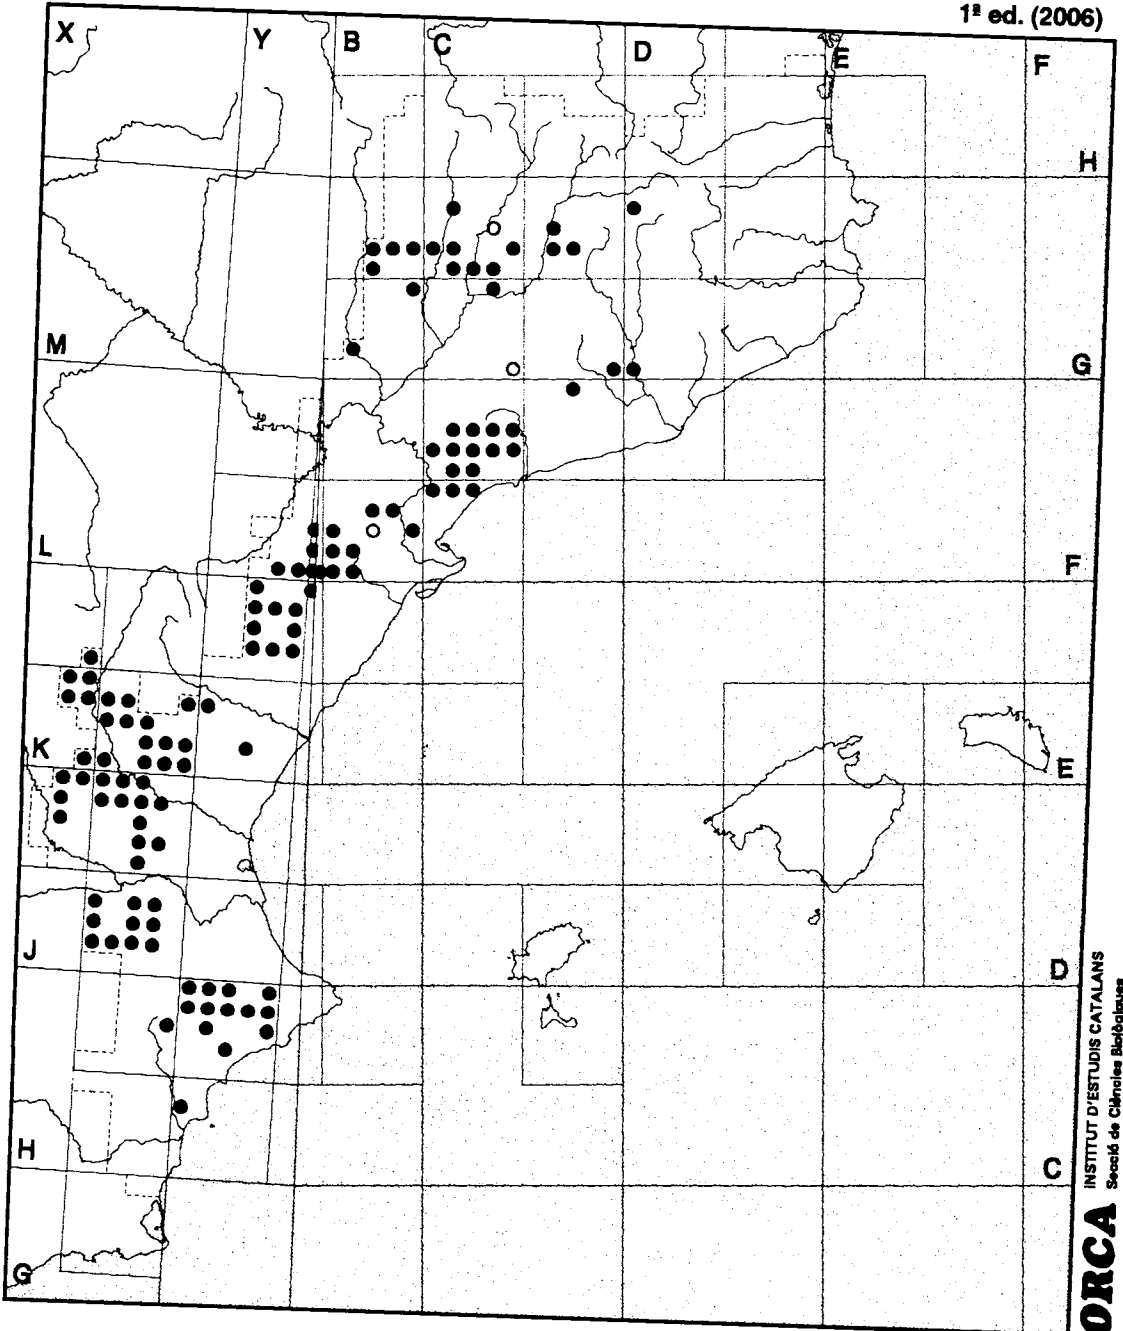 1ª ed. (2006)
X
Y
B
C
D
E
F
H
M
G
L
F
K
E
J
D
H
C
G
INSTITUT D'ESTUDIS CATALANS
Secció de Ciències Biològiques
ORCA